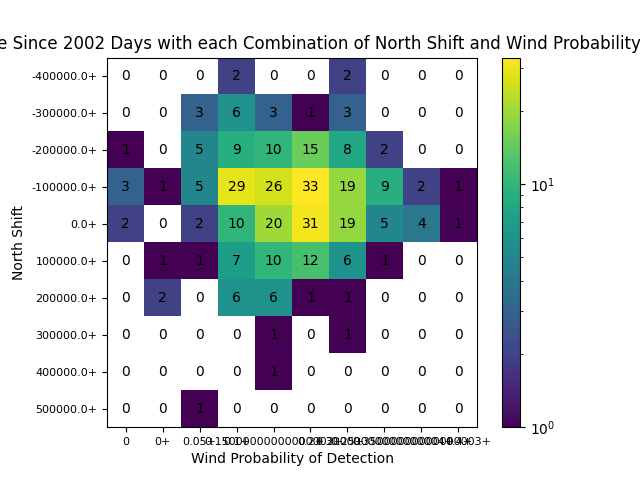 e Since 2002 Days with each Combination of North Shift and Wind Probability
-400000.0+ 0 0 0 2 0 0 2 0 0 0
-300000.0+ 0 0 3 6 3 1 3 0 0 0
-200000.0+ 1 0 5 9 10 15 8 2 0 0
-100000.0+ 3 1 5 29 26 33 19 9 2 1
0.0+ 2 0 2 10 20 31 19 5 4 1
100000.0+ 0 1 1 7 10 12 6 1 0 0
200000.0+ 0 2 0 6 6 1 1 0 0 0
300000.0+ 0 0 0 0 1 0 1 0 0 0
400000.0+ 0 0 0 0 1 0 0 0 0 0
500000.0+ 0 0 1 0 0 0 0 0 0 0
0 0+
Wind Probability of Detection
North Shift
10¹
10⁰